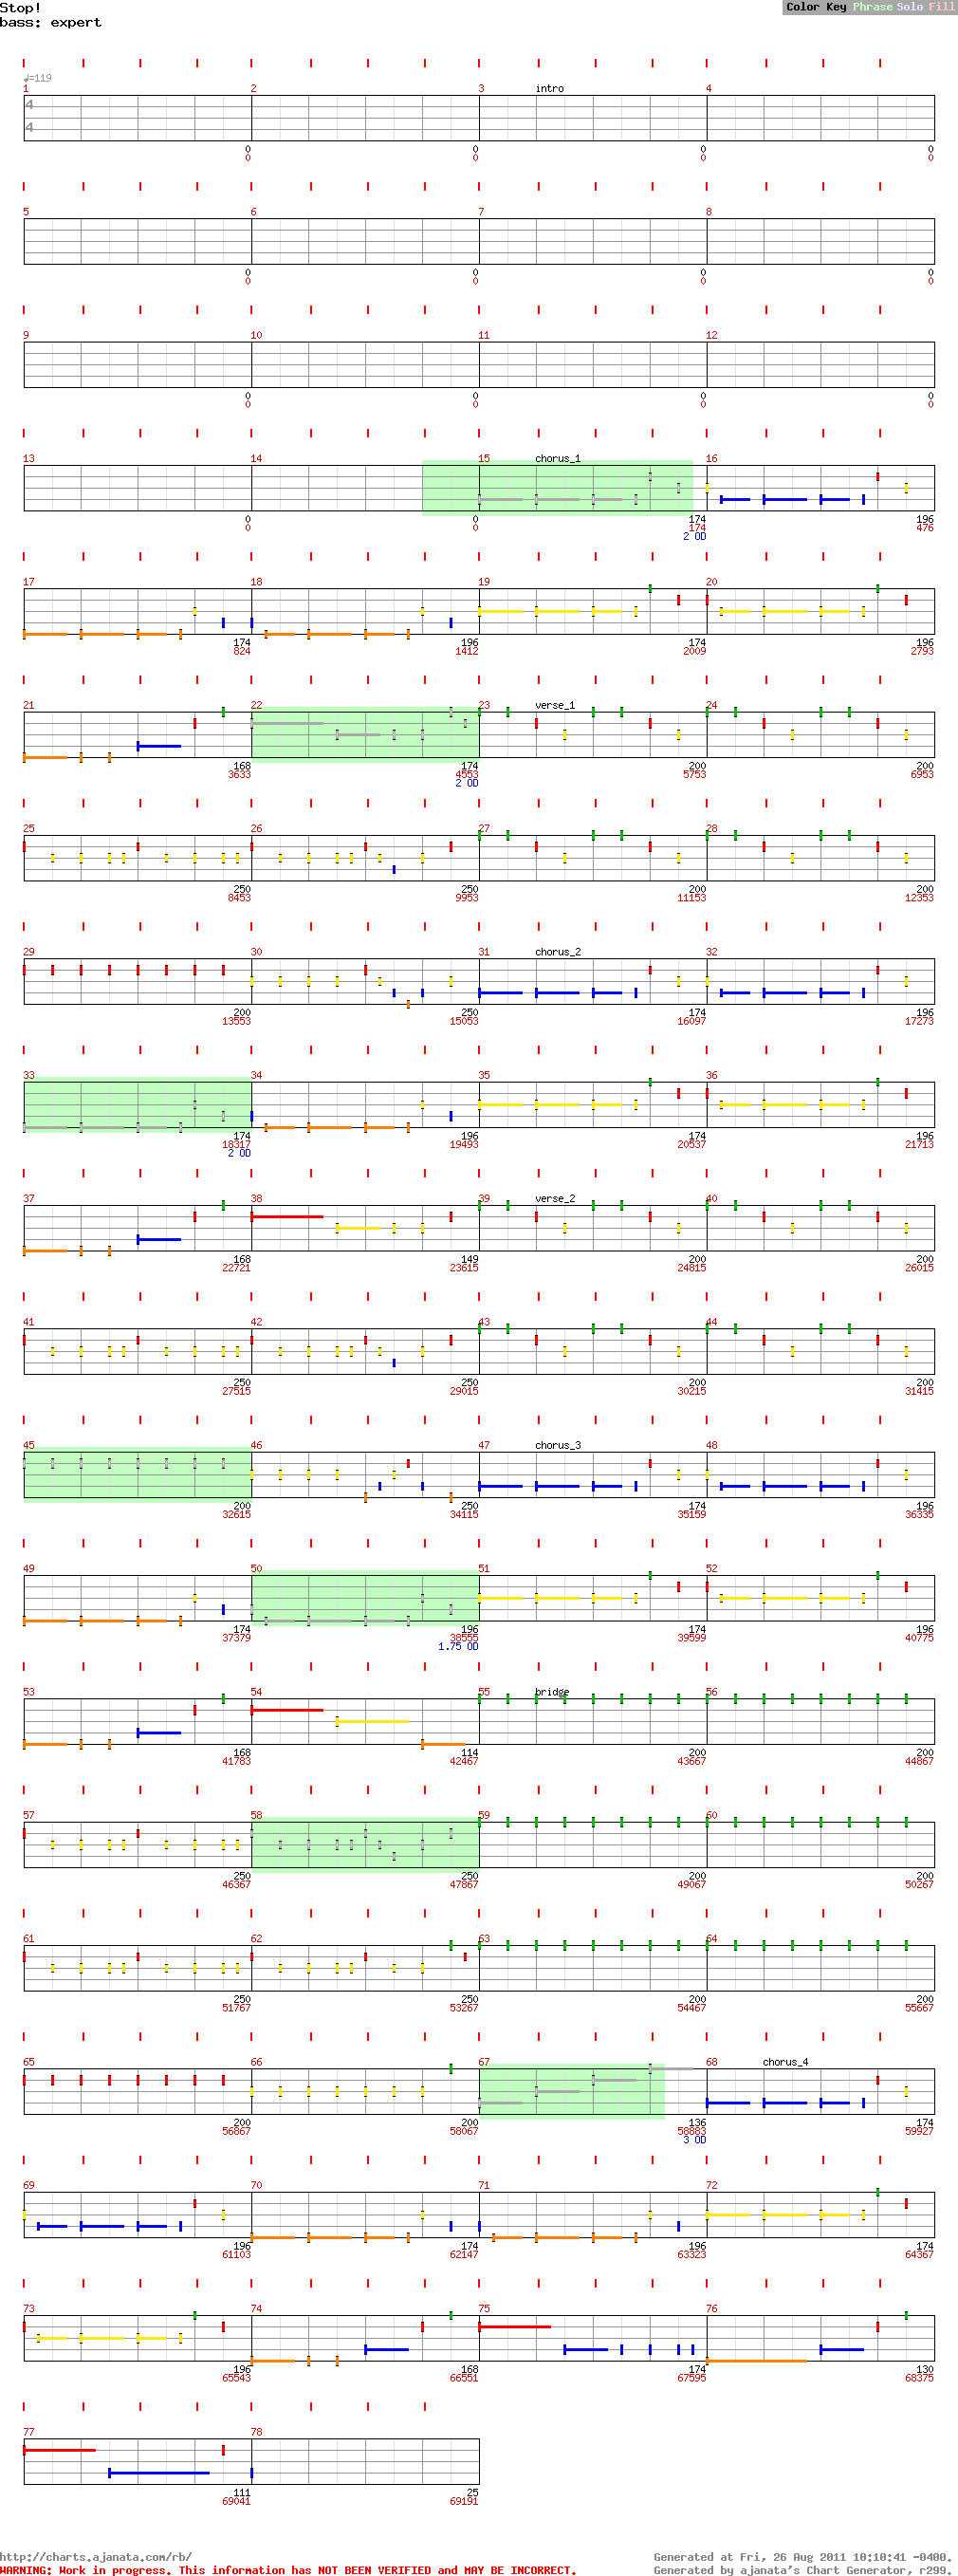 Stop!
bass: expert
Color Key Phrase Solo Fill
♩=119
1 2 3 intro 4
4
4
0 0 0 0
0 0 0 0
5 6 7 8
0 0 0 0
0 0 0 0
9 10 11 12
0 0 0 0
0 0 0 0
13 14 15 chorus_1 16
0 0 174 196
0 0 174 476
2 OD
17 18 19 20
174 196 174 196
824 1412 2009 2793
21 22 23 verse_1 24
168 174 200 200
3633 4553 5753 6953
2 OD
25 26 27 28
250 250 200 200
8453 9953 11153 12353
29 30 31 chorus_2 32
200 250 174 196
13553 15053 16097 17273
33 34 35 36
174 196 174 196
18317 19493 20537 21713
2 OD
37 38 39 verse_2 40
168 149 200 200
22721 23615 24815 26015
41 42 43 44
250 250 200 200
27515 29015 30215 31415
45 46 47 chorus_3 48
200 250 174 196
32615 34115 35159 36335
49 50 51 52
174 196 174 196
37379 38555 39599 40775
1.75 OD
53 54 55 bridge 56
168 114 200 200
41783 42467 43667 44867
57 58 59 60
250 250 200 200
46367 47867 49067 50267
61 62 63 64
250 250 200 200
51767 53267 54467 55667
65 66 67 68 chorus_4
200 200 136 174
56867 58067 58883 59927
3 OD
69 70 71 72
196 174 196 174
61103 62147 63323 64367
73 74 75 76
196 168 174 130
65543 66551 67595 68375
77 78
111 25
69041 69191
http://charts.ajanata.com/rb/
Generated at Fri, 26 Aug 2011 10:10:41 -0400.
WARNING: Work in progress. This information has NOT BEEN VERIFIED and MAY BE INCORRECT.
Generated by ajanata's Chart Generator, r299.